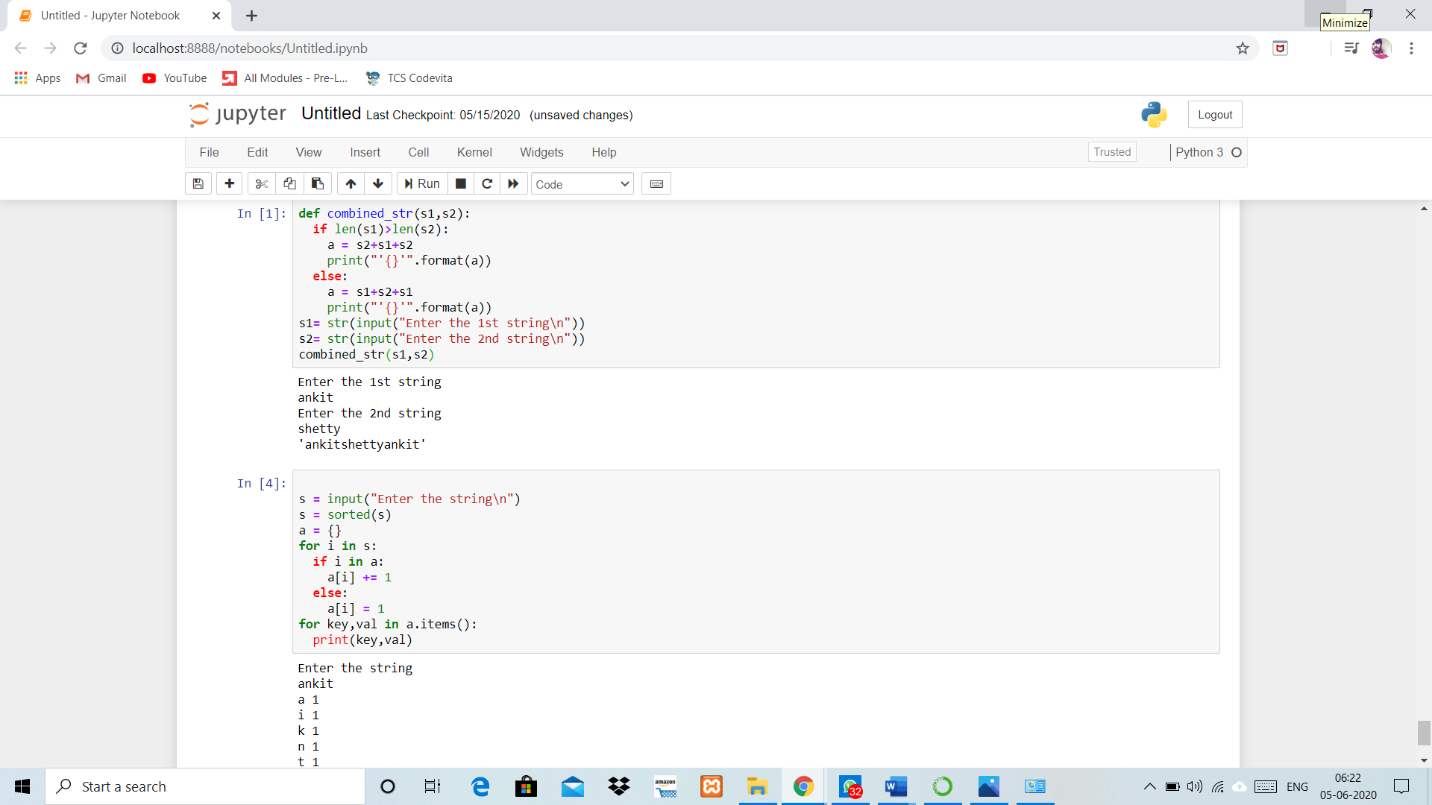 Untitled - Jupyter Notebook
Minimize
localhost:8888/notebooks/Untitled.ipynb
Apps Gmail YouTube All Modules - Pre-L... TCS Codevita
jupyter Untitled Last Checkpoint: 05/15/2020 (unsaved changes) Logout
File Edit View Insert Cell Kernel Widgets Help Trusted Python 3
Run Code
In [1]: def combined_str(s1,s2):
  if len(s1)>len(s2):
    a = s2+s1+s2
    print("'{}'".format(a))
  else:
    a = s1+s2+s1
    print("'{}'".format(a))
s1= str(input("Enter the 1st string\n"))
s2= str(input("Enter the 2nd string\n"))
combined_str(s1,s2)
Enter the 1st string
ankit
Enter the 2nd string
shetty
'ankitshettyankit'
In [4]:
s = input("Enter the string\n")
s = sorted(s)
a = {}
for i in s:
  if i in a:
    a[i] += 1
  else:
    a[i] = 1
for key,val in a.items():
  print(key,val)
Enter the string
ankit
a 1
i 1
k 1
n 1
t 1
Start a search
amazon
32
ENG
06:22
05-06-2020